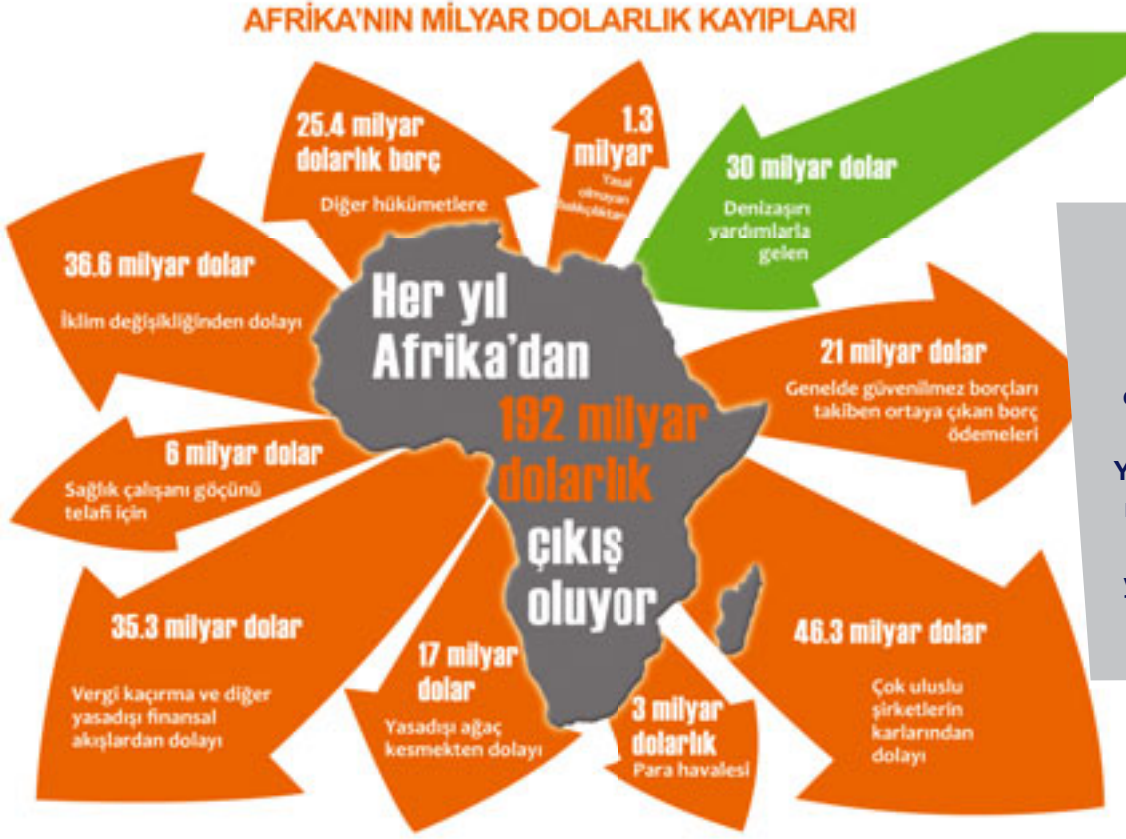 AFRİKA'NIN MİLYAR DOLARLIK KAYIPLARI
25.4 milyar
dolarlık borç
Diğer hükümetlere
1.3
milyar
Yasal
olmayan
balıkçılıktan
30 milyar dolar
Denizaşırı
yardımlarla
gelen
36.6 milyar dolar
İklim değişikliğinden dolayı
Her yıl
Afrika'dan
192 milyar
dolarlık
çıkış
oluyor
21 milyar dolar
Genelde güvenilmez borçları
takiben ortaya çıkan borç
ödemeleri
6 milyar dolar
Sağlık çalışanı göçünü
telafi için
35.3 milyar dolar
Vergi kaçırma ve diğer
yasadışı finansal
akışlardan dolayı
17 milyar
dolar
Yasadışı ağaç
kesmekten dolayı
3 milyar
dolarlık
Para havalesi
46.3 milyar dolar
Çok uluslu
şirketlerin
karlarından
dolayı